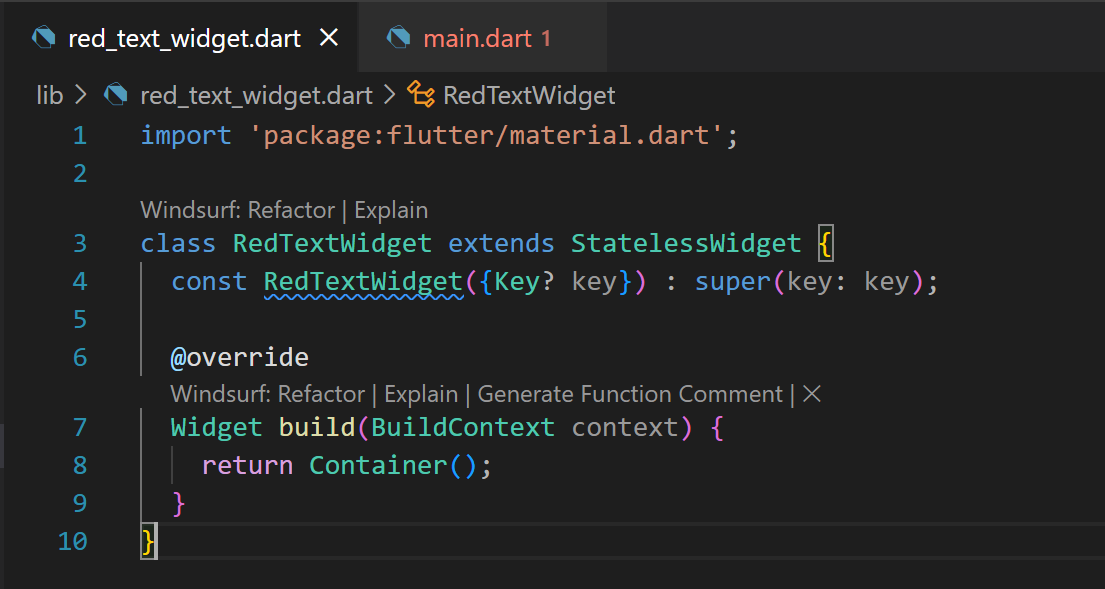 red_text_widget.dart × main.dart 1
lib > red_text_widget.dart > RedTextWidget
1 import 'package:flutter/material.dart';
2
Windsurf: Refactor | Explain
3 class RedTextWidget extends StatelessWidget {
4 const RedTextWidget({Key? key}) : super(key: key);
5
6 @override
Windsurf: Refactor | Explain | Generate Function Comment | ×
7 Widget build(BuildContext context) {
8 return Container();
9 }
10 }